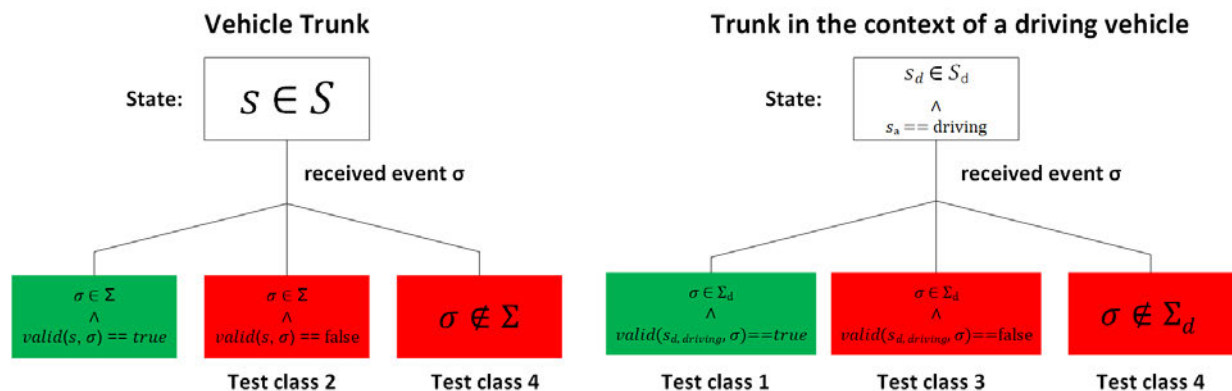 Vehicle Trunk
State:
s ∈ S
received event σ
σ ∈ Σ
∧
valid(s, σ) == true
σ ∈ Σ
∧
valid(s, σ) == false
σ ∉ Σ
Test class 2
Test class 4
Trunk in the context of a driving vehicle
State:
s_d ∈ S_d
∧
s_a == driving
received event σ
σ ∈ Σ_d
∧
valid(s_d, driving, σ)==true
σ ∈ Σ_d
∧
valid(s_d, driving, σ)==false
σ ∉ Σ_d
Test class 1
Test class 3
Test class 4